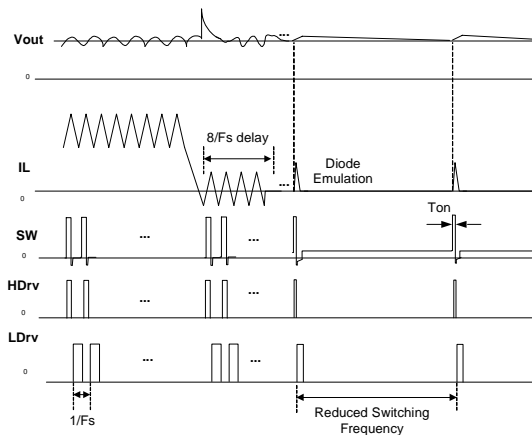 Vout
...
...
0
8/Fs delay
IL
Diode
Emulation
...
...
0
Ton
SW
...
...
0
HDrv
...
...
0
LDrv
...
...
0
1/Fs
Reduced Switching
Frequency